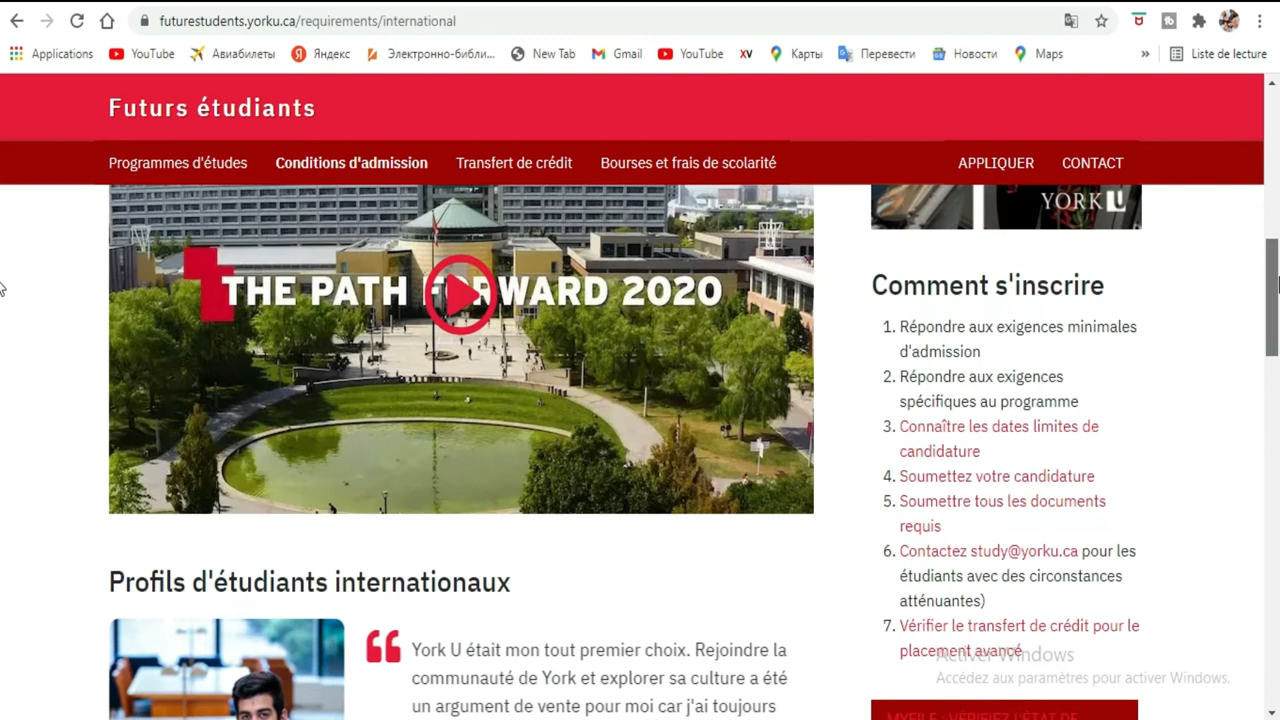 futurestudents.yorku.ca/requirements/international
Applications YouTube Авиабилеты Яндекс Электронно-библи... New Tab Gmail YouTube XV Карты Перевести Новости Maps » Liste de lecture
Futurs étudiants
Programmes d'études Conditions d'admission Transfert de crédit Bourses et frais de scolarité APPLIQUER CONTACT
YORK U
THE PATH FORWARD 2020
Comment s'inscrire
1. Répondre aux exigences minimales
d'admission
2. Répondre aux exigences
spécifiques au programme
3. Connaître les dates limites de
candidature
4. Soumettez votre candidature
5. Soumettre tous les documents
requis
6. Contactez study@yorku.ca pour les
étudiants avec des circonstances
atténuantes)
7. Vérifier le transfert de crédit pour le
placement avancé
Activer Windows
Accédez aux paramètres pour activer Windows.
MYFILE : VÉRIFIEZ L'ÉTAT DE
Profils d'étudiants internationaux
York U était mon tout premier choix. Rejoindre la
communauté de York et explorer sa culture a été
un argument de vente pour moi car j'ai toujours